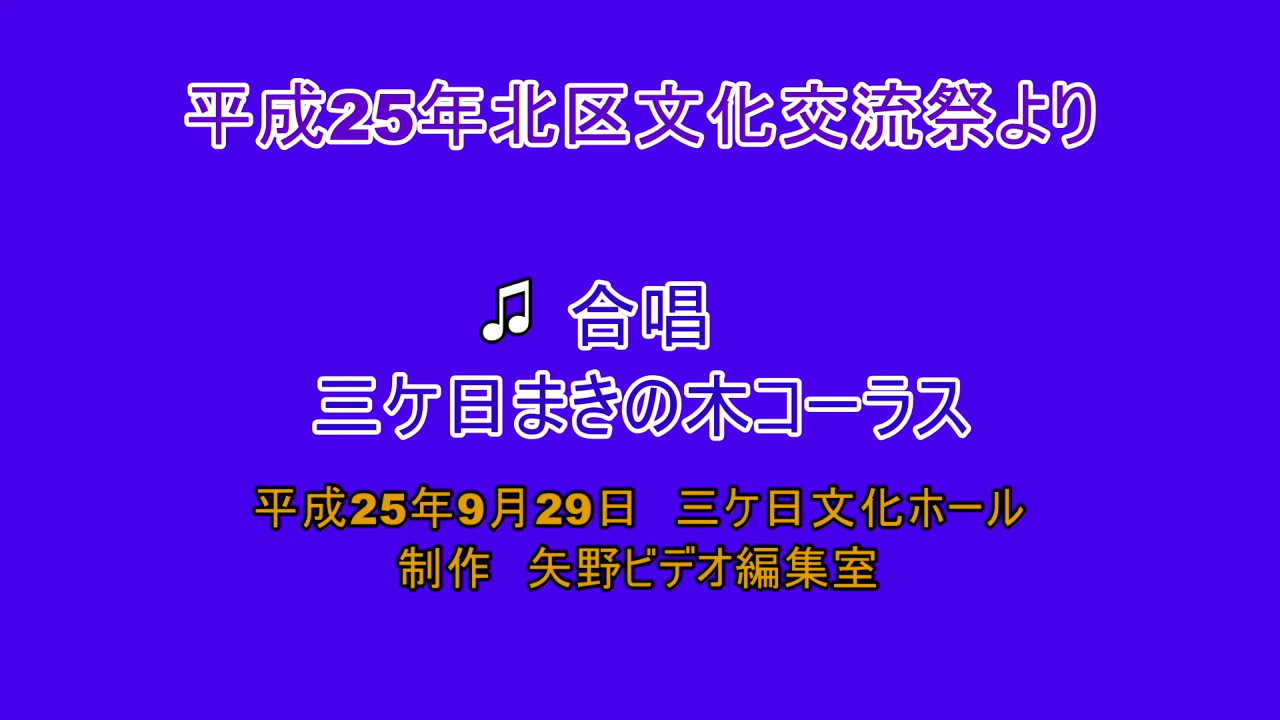 平成25年北区文化交流祭より
♫ 合唱
三ケ日まきの木コーラス
平成25年9月29日　三ケ日文化ホール
制作　矢野ビデオ編集室